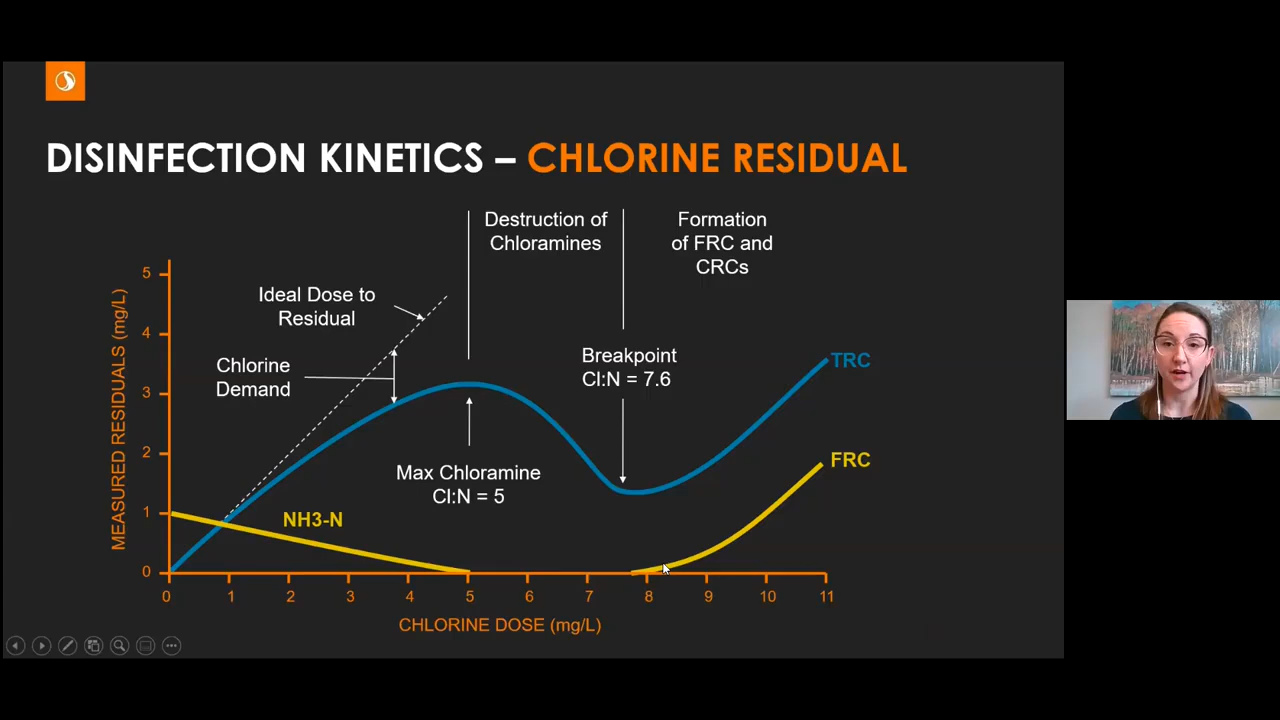 DISINFECTION KINETICS – CHLORINE RESIDUAL
Destruction of
Chloramines
Formation
of FRC and
CRCs
Ideal Dose to
Residual
Chlorine
Demand
Breakpoint
Cl:N = 7.6
TRC
FRC
Max Chloramine
Cl:N = 5
NH3-N
MEASURED RESIDUALS (mg/L)
5
4
3
2
1
0
0 1 2 3 4 5 6 7 8 9 10 11
CHLORINE DOSE (mg/L)